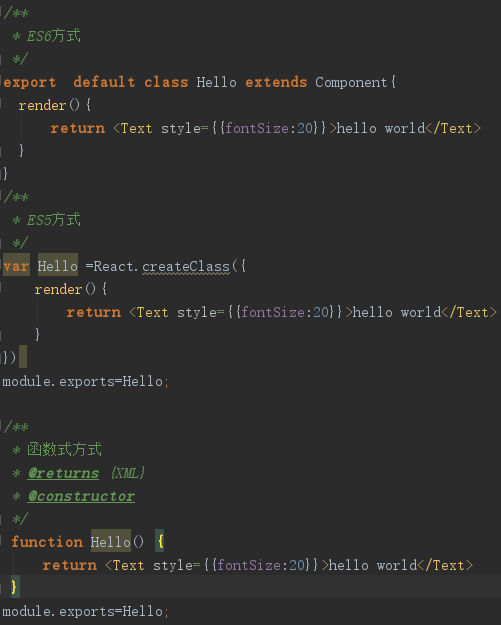 /**
 * ES6方式
 */
export  default class Hello extends Component{
  render(){
      return <Text style={{fontSize:20}}>hello world</Text>
  }
}
/**
 * ES5方式
 */
var Hello =React.createClass({
    render(){
        return <Text style={{fontSize:20}}>hello world</Text>
    }
})
module.exports=Hello;

/**
 * 函数式方式
 * @returns {XML}
 * @constructor
 */
 function Hello() {
     return <Text style={{fontSize:20}}>hello world</Text>
 }
module.exports=Hello;